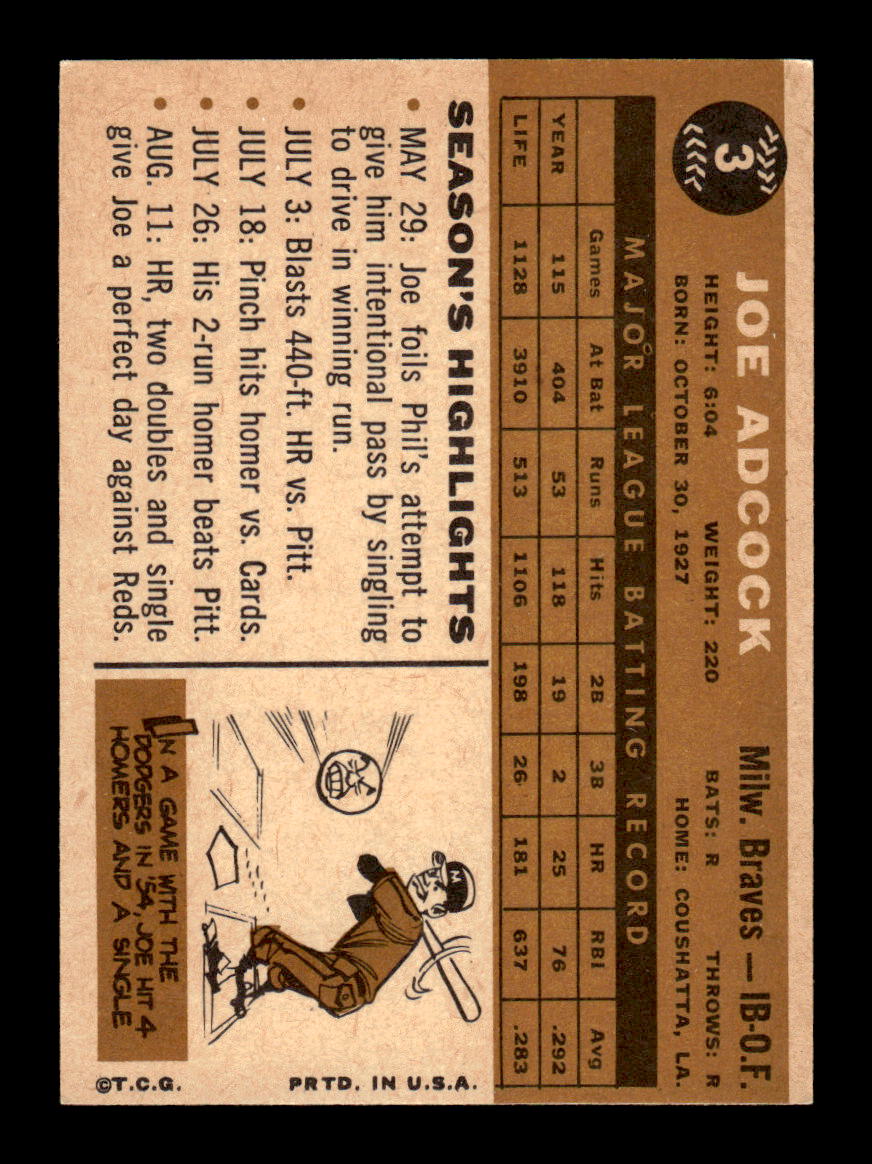 3
JOE ADCOCK
Milw. Braves — IB-O.F.
HEIGHT: 6:04 WEIGHT: 220 BATS: R THROWS: R
BORN: OCTOBER 30, 1927 HOME: COUSHATTA, LA.
MAJOR LEAGUE BATTING RECORD
Games At Bat Runs Hits 2B 3B HR RBI Avg
YEAR 115 404 53 118 19 2 25 76 .292
LIFE 1128 3910 513 1106 198 26 181 637 .283
SEASON'S HIGHLIGHTS
• MAY 29: Joe foils Phil's attempt to
give him intentional pass by singling
to drive in winning run.
• JULY 3: Blasts 440-ft. HR vs. Pitt.
• JULY 18: Pinch hits homer vs. Cards.
• JULY 26: His 2-run homer beats Pitt.
• AUG. 11: HR, two doubles and single
give Joe a perfect day against Reds.
M
IN A GAME WITH THE
DODGERS IN '54, JOE HIT 4
HOMERS AND A SINGLE
©T.C.G. PRTD. IN U.S.A.